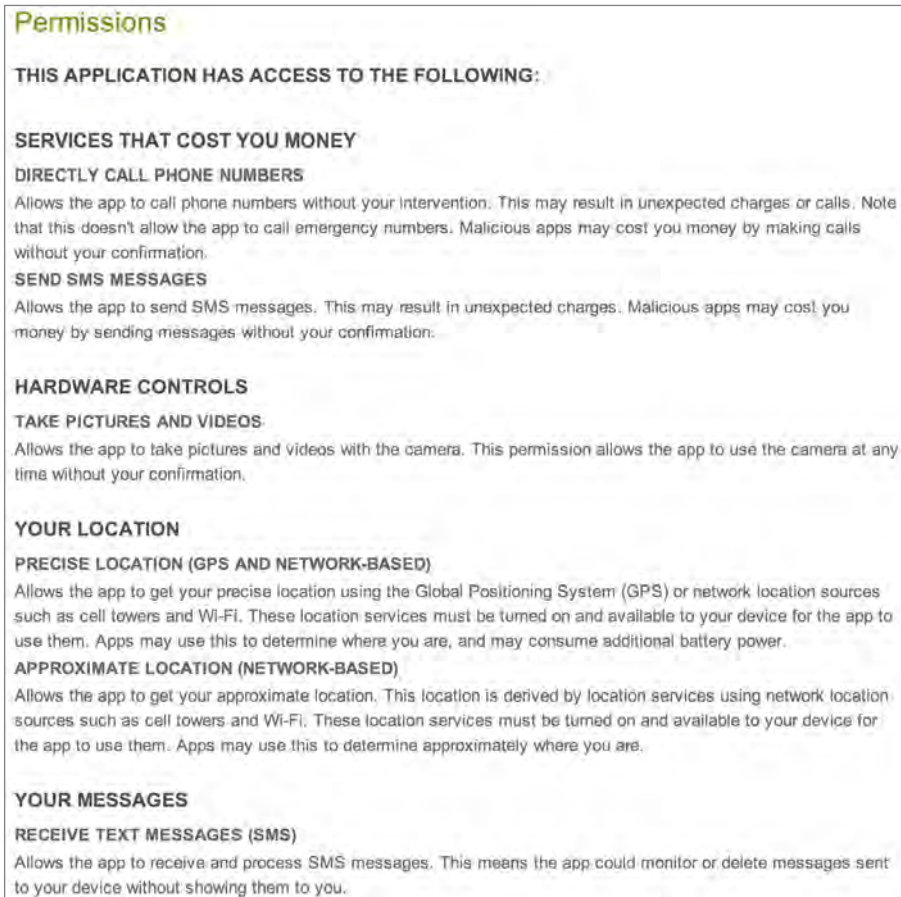 Permissions
THIS APPLICATION HAS ACCESS TO THE FOLLOWING:
SERVICES THAT COST YOU MONEY
DIRECTLY CALL PHONE NUMBERS
Allows the app to call phone numbers without your intervention. This may result in unexpected charges or calls. Note
that this doesn't allow the app to call emergency numbers. Malicious apps may cost you money by making calls
without your confirmation.
SEND SMS MESSAGES
Allows the app to send SMS messages. This may result in unexpected charges. Malicious apps may cost you
money by sending messages without your confirmation.
HARDWARE CONTROLS
TAKE PICTURES AND VIDEOS
Allows the app to take pictures and videos with the camera. This permission allows the app to use the camera at any
time without your confirmation.
YOUR LOCATION
PRECISE LOCATION (GPS AND NETWORK-BASED)
Allows the app to get your precise location using the Global Positioning System (GPS) or network location sources
such as cell towers and Wi-Fi. These location services must be turned on and available to your device for the app to
use them. Apps may use this to determine where you are, and may consume additional battery power.
APPROXIMATE LOCATION (NETWORK-BASED)
Allows the app to get your approximate location. This location is derived by location services using network location
sources such as cell towers and Wi-Fi. These location services must be turned on and available to your device for
the app to use them. Apps may use this to determine approximately where you are.
YOUR MESSAGES
RECEIVE TEXT MESSAGES (SMS)
Allows the app to receive and process SMS messages. This means the app could monitor or delete messages sent
to your device without showing them to you.